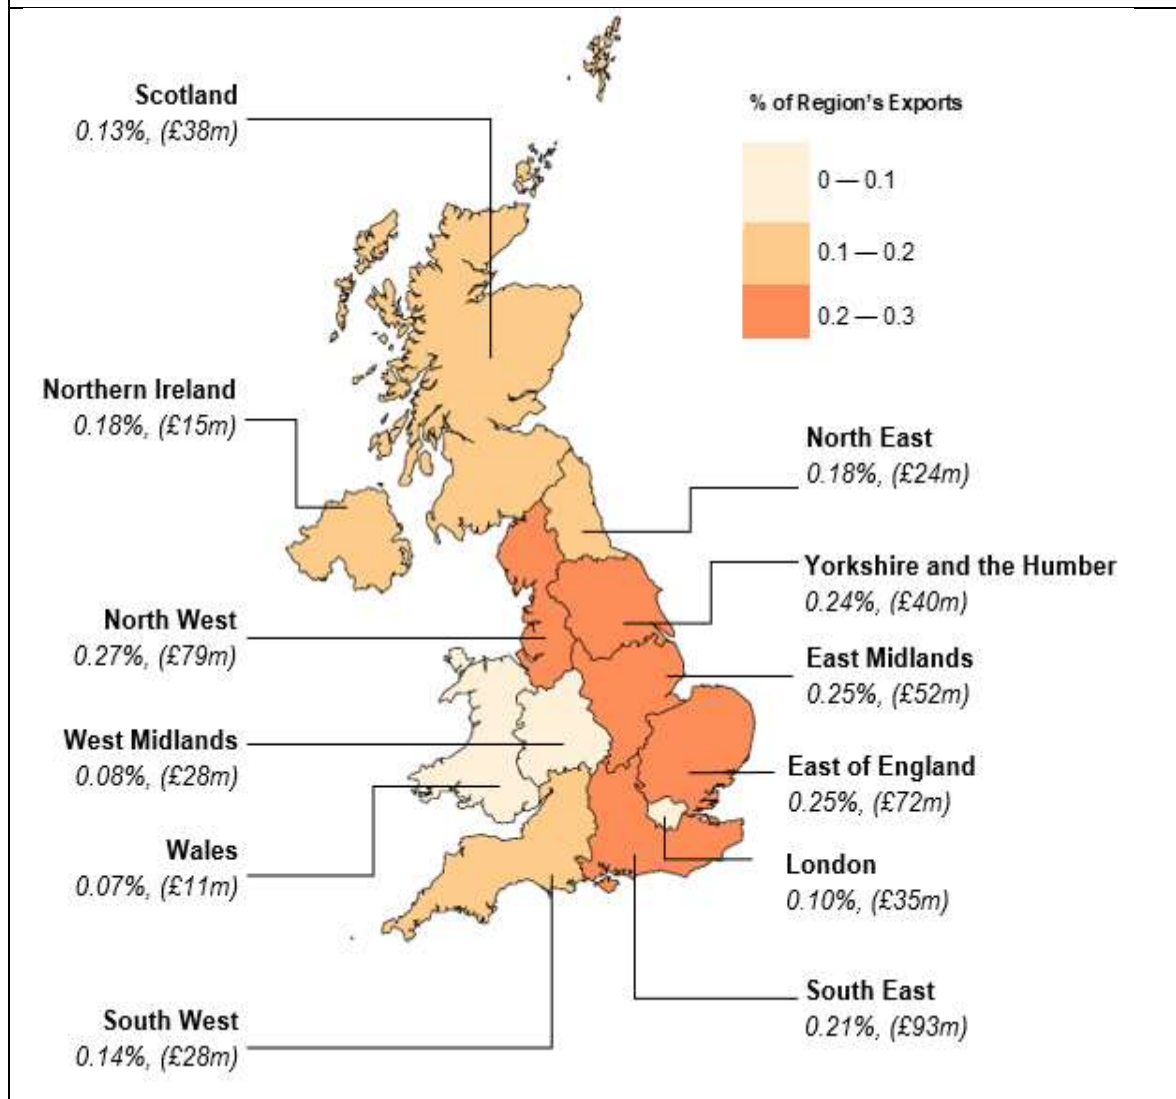 Scotland
0.13%, (£38m)
% of Region's Exports
0 — 0.1
0.1 — 0.2
0.2 — 0.3
Northern Ireland
0.18%, (£15m)
North East
0.18%, (£24m)
Yorkshire and the Humber
0.24%, (£40m)
North West
0.27%, (£79m)
East Midlands
0.25%, (£52m)
West Midlands
0.08%, (£28m)
East of England
0.25%, (£72m)
Wales
0.07%, (£11m)
London
0.10%, (£35m)
South East
0.21%, (£93m)
South West
0.14%, (£28m)